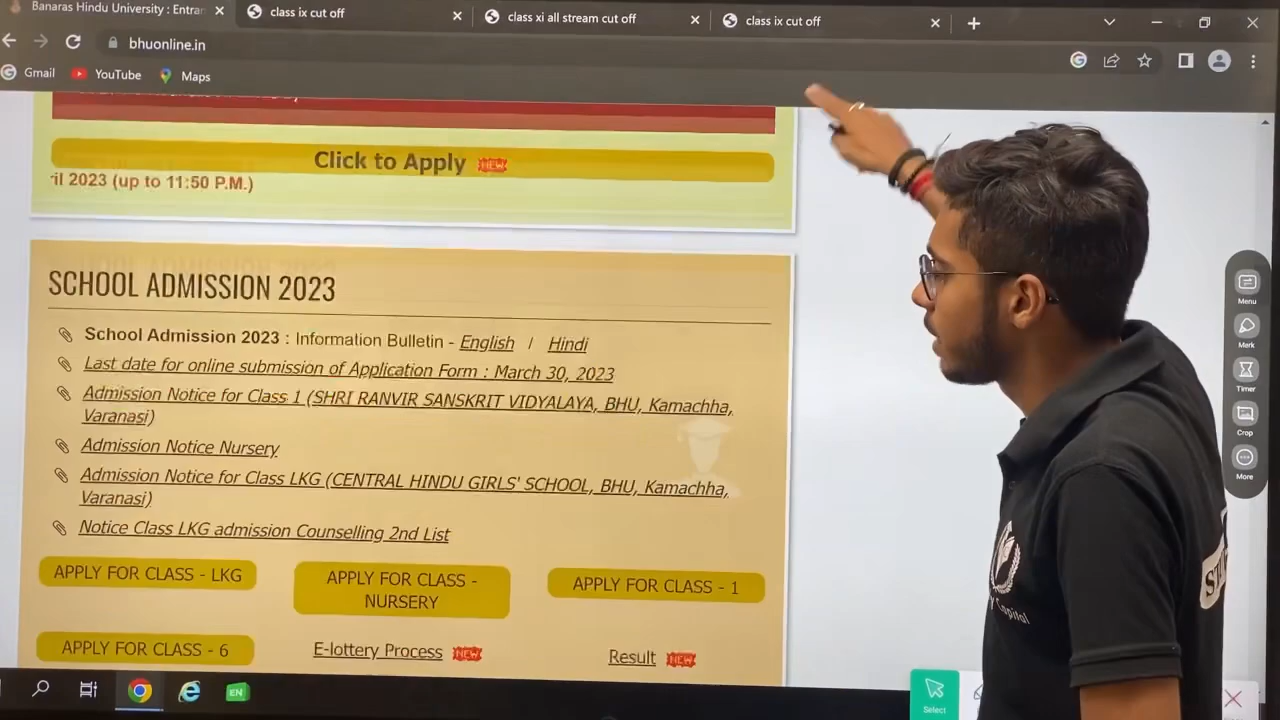 Banaras Hindu University : Entran
class ix cut off
class xi all stream cut off
class ix cut off
bhuonline.in
Gmail
YouTube
Maps
Click to Apply NEW
ril 2023 (up to 11:50 P.M.)
SCHOOL ADMISSION 2023
School Admission 2023 : Information Bulletin - English / Hindi
Last date for online submission of Application Form : March 30, 2023
Admission Notice for Class 1 (SHRI RANVIR SANSKRIT VIDYALAYA, BHU, Kamachha,
Varanasi)
Admission Notice Nursery
Admission Notice for Class LKG (CENTRAL HINDU GIRLS' SCHOOL, BHU, Kamachha,
Varanasi)
Notice Class LKG admission Counselling 2nd List
APPLY FOR CLASS - LKG
APPLY FOR CLASS -
NURSERY
APPLY FOR CLASS - 1
APPLY FOR CLASS - 6
E-lottery Process NEW
Result NEW
Menu
Mark
Timer
Crop
More
EN
Select
Capital